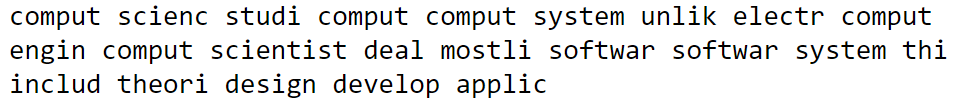 comput scienc studi comput comput system unlik electr comput
engin comput scientist deal mostli softwar softwar system thi
includ theori design develop applic